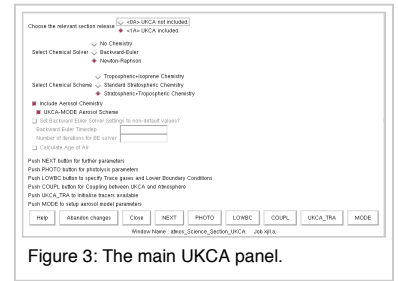 Choose the relevant section release
<0A> UKCA not included.
<1A> UKCA included.
No Chemistry
Select Chemical Solver
Backward-Euler
Newton-Raphson
Tropospheric+Isoprene Chemistry
Select Chemical Scheme
Standard Stratospheric Chemistry
Stratospheric+Tropospheric Chemistry
Include Aerosol Chemistry
UKCA-MODE Aerosol Scheme
Set Backward Euler Solver Settings to non-default values?
Backward Euler Timestep
Number of iterations for BE solver
Calculate Age of Air
Push NEXT button for further parameters
Push PHOTO button for photolysis parameters
Push LOWBC button to specify Trace gases and Lower Boundary Conditions
Push COUPL button for Coupling between UKCA and Atmosphere
Push UKCA_TRA to initialise tracers available
Push MODE to setup aerosol model parameters
Help Abandon changes Close NEXT PHOTO LOWBC COUPL UKCA_TRA MODE
Window Name : atmos_Science_Section_UKCA. Job
Figure 3: The main UKCA panel.